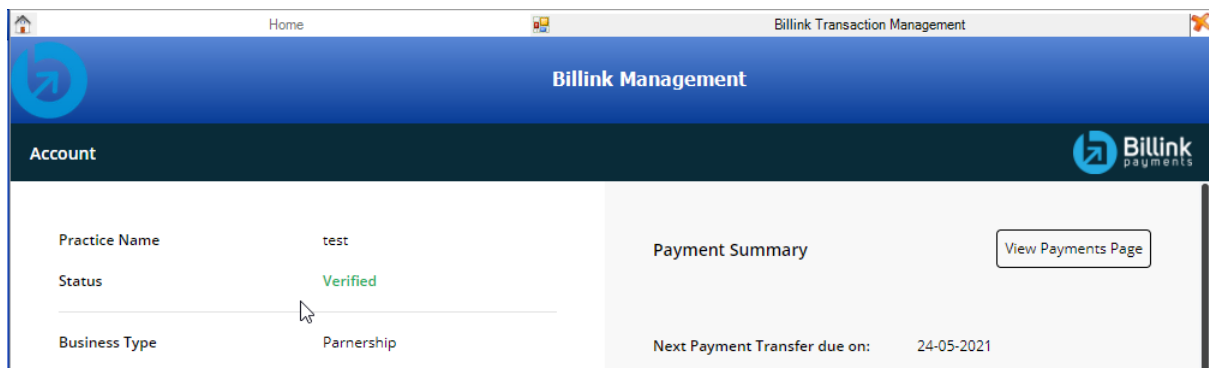 Home
Billink Transaction Management
Billink Management
Account
Billink
payments
Practice Name
test
Status
Verified
Business Type
Parnership
Payment Summary
View Payments Page
Next Payment Transfer due on:
24-05-2021